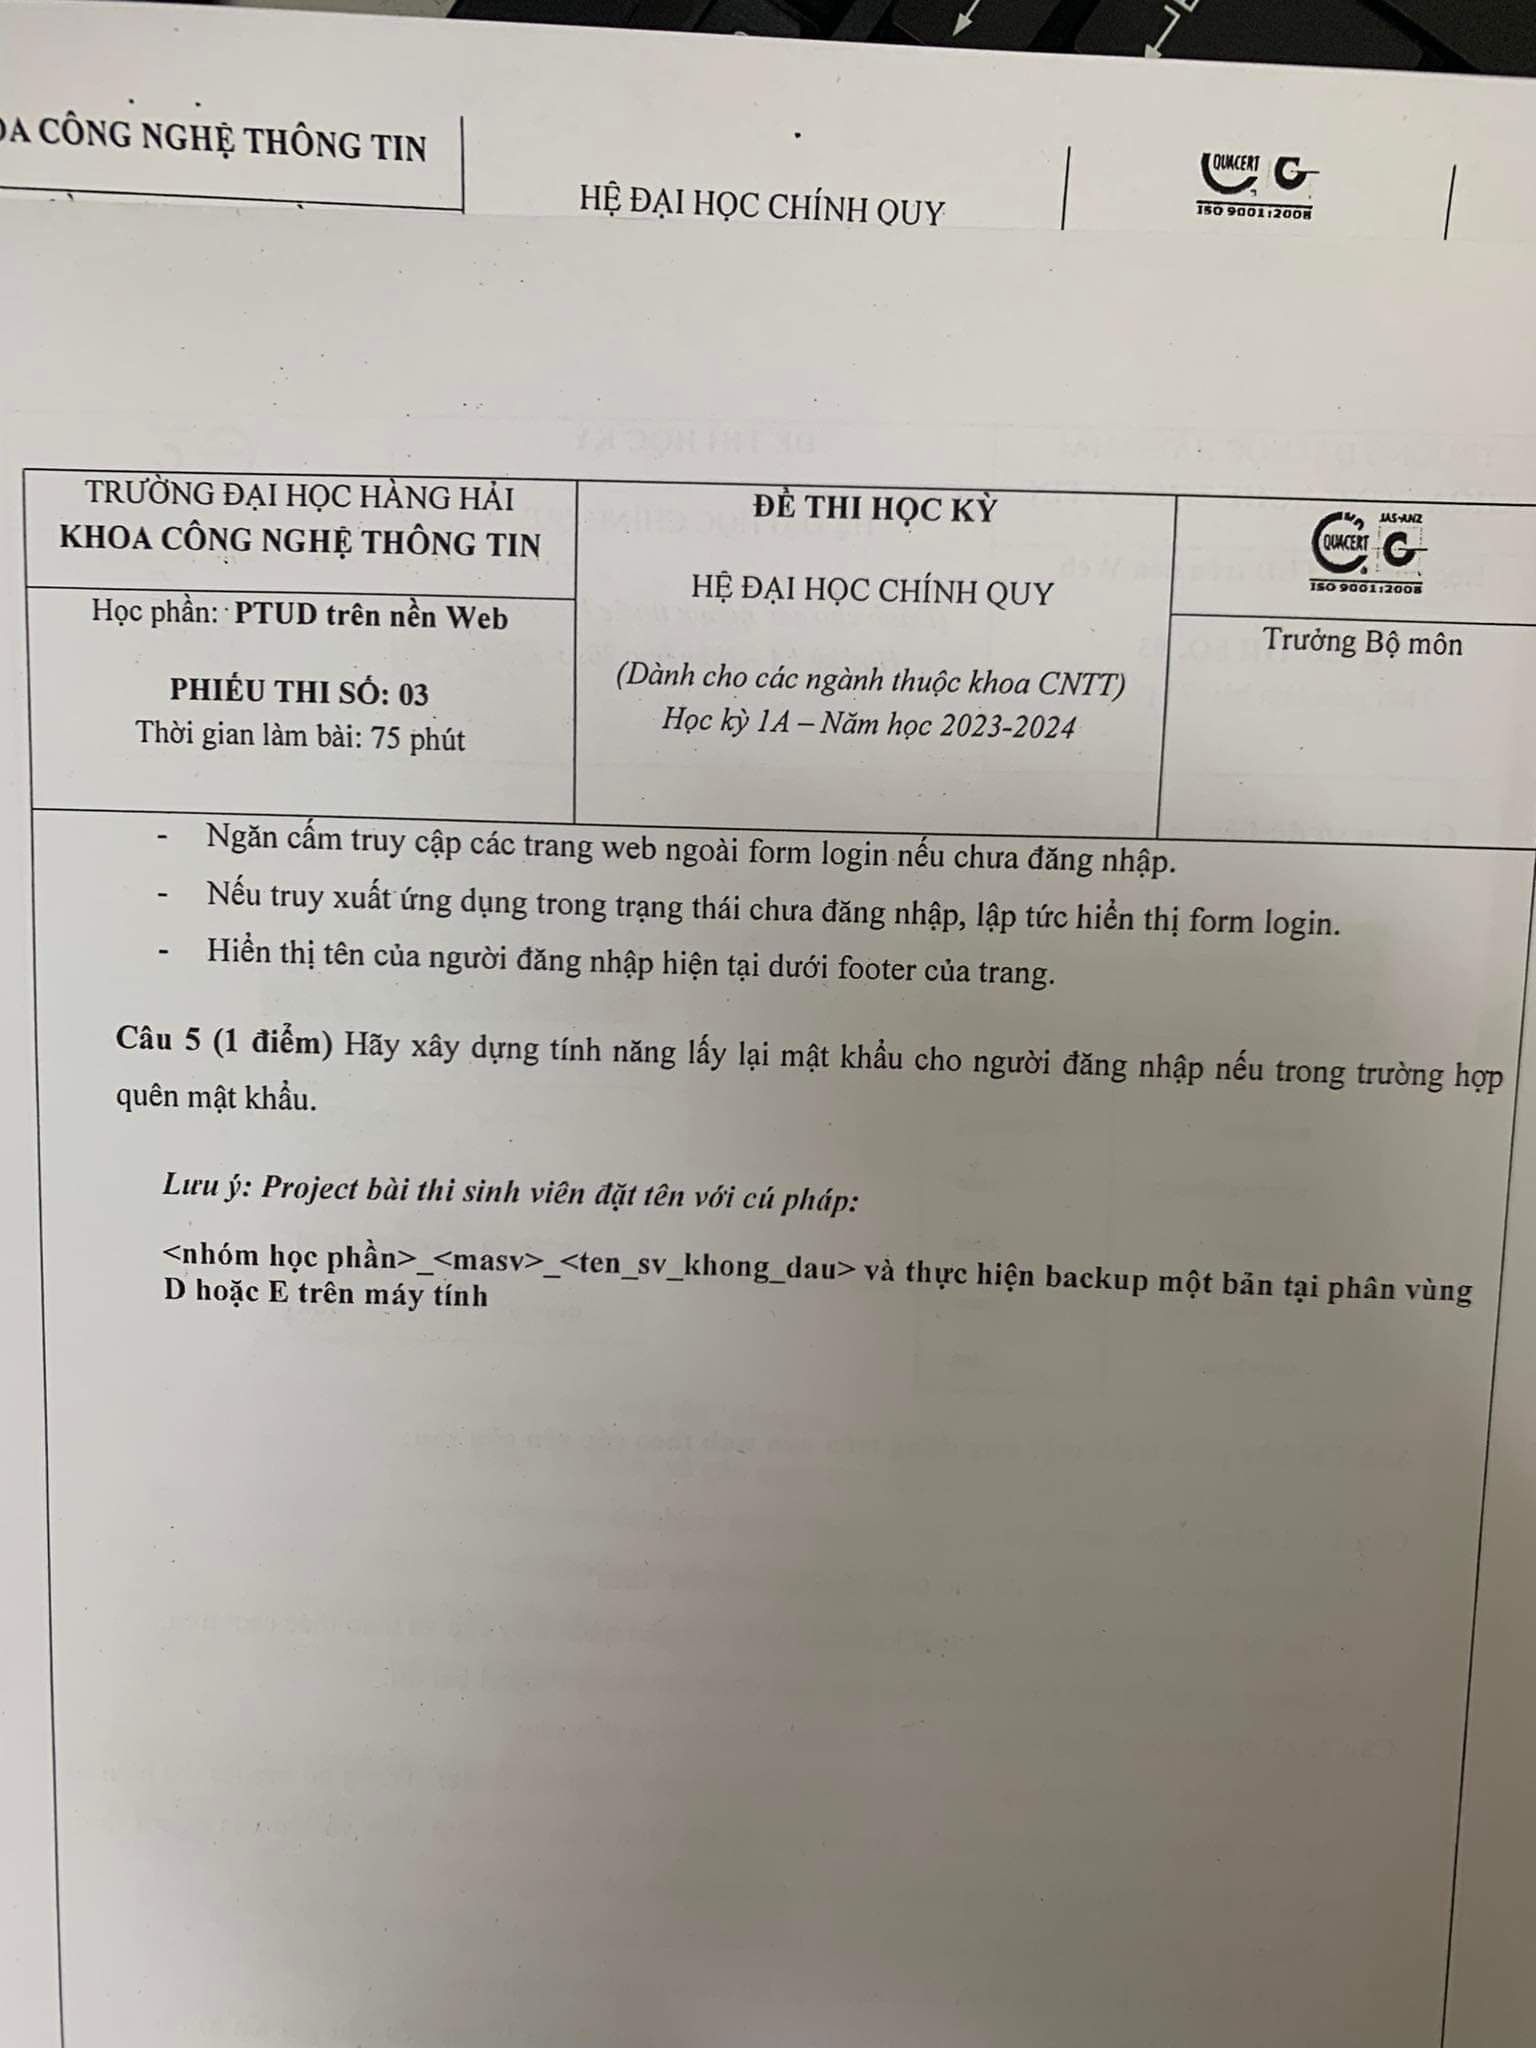 OA CÔNG NGHỆ THÔNG TIN
HỆ ĐẠI HỌC CHÍNH QUY
QUACERT
ISO 9001:2008
TRƯỜNG ĐẠI HỌC HÀNG HẢI
KHOA CÔNG NGHỆ THÔNG TIN
Học phần: PTUD trên nền Web
PHIẾU THI SỐ: 03
Thời gian làm bài: 75 phút
ĐỀ THI HỌC KỲ
HỆ ĐẠI HỌC CHÍNH QUY
(Dành cho các ngành thuộc khoa CNTT)
Học kỳ 1A – Năm học 2023-2024
JAS-ANZ
QUACERT
ISO 9001:2008
Trưởng Bộ môn
- Ngăn cấm truy cập các trang web ngoài form login nếu chưa đăng nhập.
- Nếu truy xuất ứng dụng trong trạng thái chưa đăng nhập, lập tức hiển thị form login.
- Hiển thị tên của người đăng nhập hiện tại dưới footer của trang.
Câu 5 (1 điểm) Hãy xây dựng tính năng lấy lại mật khẩu cho người đăng nhập nếu trong trường hợp
quên mật khẩu.
Lưu ý: Project bài thi sinh viên đặt tên với cú pháp:
<nhóm học phần>_<masv>_<ten_sv_khong_dau> và thực hiện backup một bản tại phân vùng
D hoặc E trên máy tính